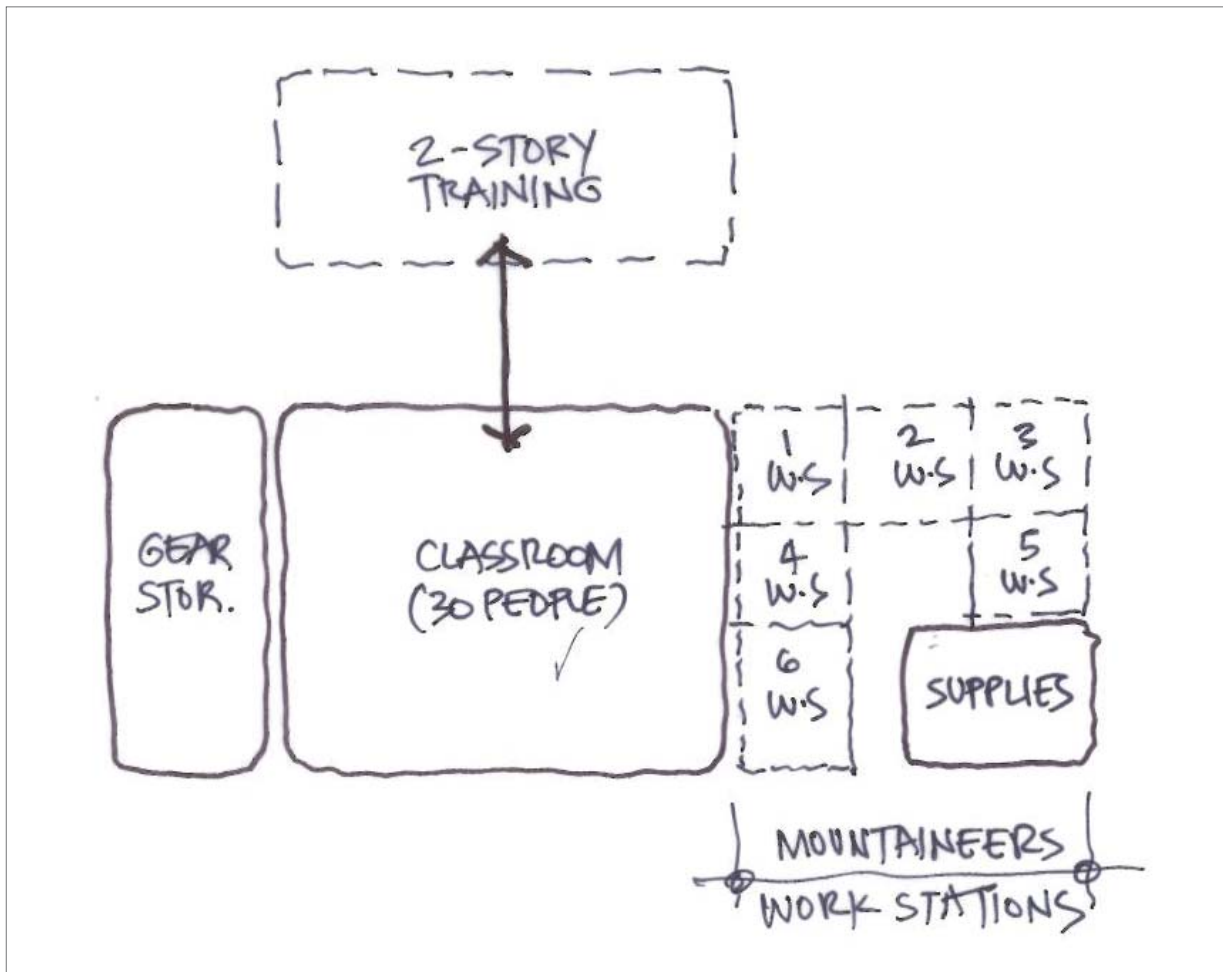 2-STORY
TRAINING
GEAR
STOR.
CLASSROOM
(30 PEOPLE)
1
W.S
2
W.S
3
W.S
4
W.S
5
W.S
6
W.S
SUPPLIES
MOUNTAINEERS
WORK STATIONS